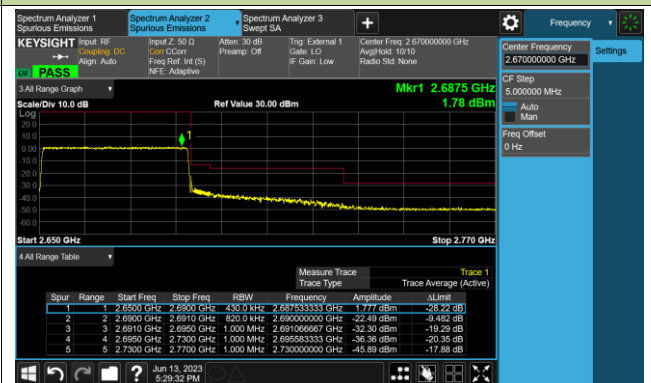 Spectrum Analyzer 1
Spurious Emissions
Spectrum Analyzer 2
Spurious Emissions
Spectrum Analyzer 3
Swept SA
Frequency
KEYSIGHT
Input: RF
Coupling: DC
Align: Auto
Input Z: 50 Ω
Corr CCorr
Freq Ref: Int (S)
NFE: Adaptive
Atten: 30 dB
Preamp: Off
Trig: External 1
Gate: LO
IF Gain: Low
Center Freq: 2.670000000 GHz
Avg|Hold: 10/10
Radio Std: None
PASS
Center Frequency
2.670000000 GHz
Settings
CF Step
5.000000 MHz
Auto
Man
Freq Offset
0 Hz
3 All Range Graph
Mkr1 2.6875 GHz
Scale/Div 10.0 dB
Ref Value 30.00 dBm
1.78 dBm
Log
20.0
10.0
0.00
-10.0
-20.0
-30.0
-40.0
-50.0
-60.0
1
Start 2.650 GHz
Stop 2.770 GHz
4 All Range Table
Measure Trace Trace 1
Trace Type Trace Average (Active)
Spur Range Start Freq Stop Freq RBW Frequency Amplitude ΔLimit
1 1 2.6500 GHz 2.6900 GHz 430.0 kHz 2.687533333 GHz 1.777 dBm -28.22 dB
2 2 2.6900 GHz 2.6910 GHz 820.0 kHz 2.690000000 GHz -22.49 dBm -9.482 dB
3 3 2.6910 GHz 2.6950 GHz 1.000 MHz 2.691066667 GHz -32.30 dBm -19.29 dB
4 4 2.6950 GHz 2.7300 GHz 1.000 MHz 2.695583333 GHz -36.36 dBm -20.35 dB
5 5 2.7300 GHz 2.7700 GHz 1.000 MHz 2.730000000 GHz -45.89 dBm -17.88 dB
Jun 13, 2023
5:29:32 PM